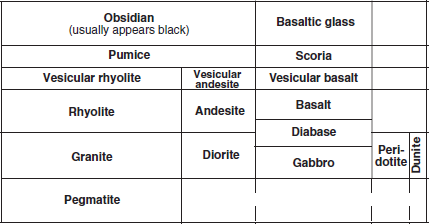 Obsidian
(usually appears black)
Basaltic glass
Pumice
Scoria
Vesicular rhyolite
Vesicular
andesite
Vesicular basalt
Rhyolite
Andesite
Basalt
Diabase
Granite
Diorite
Gabbro
Peri-
dotite
Dunite
Pegmatite